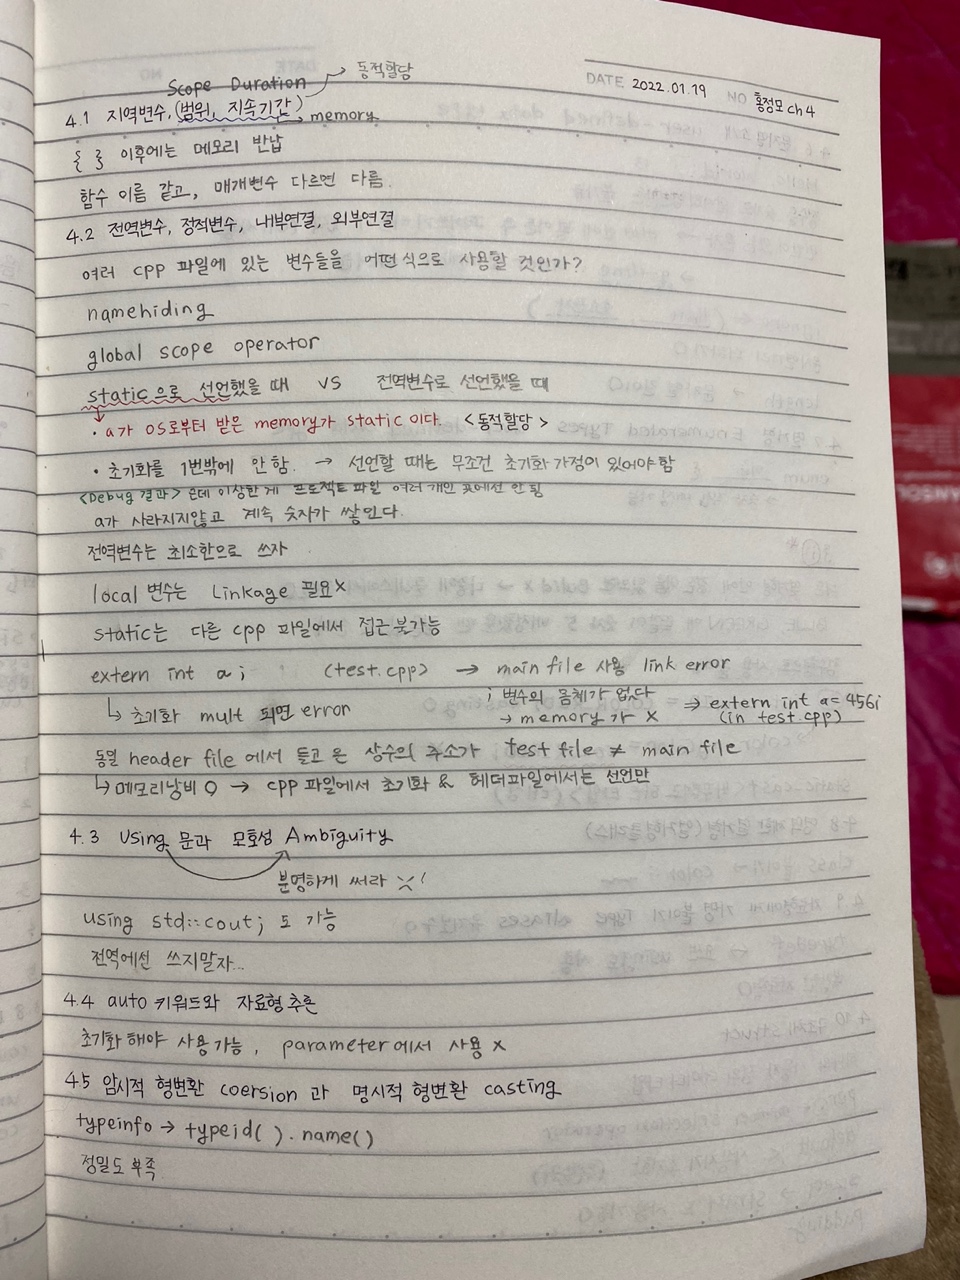 DATE 2022.01.19 NO 홍정모 ch4
Scope Duration → 동적할당
4.1 지역변수, (범위, 지속기간), memory
{ } 이후에는 메모리 반납
함수 이름 같고, 매개변수 다르면 다름.
4.2 전역변수, 정적변수, 내부연결, 외부연결
여러 cpp 파일에 있는 변수들을 어떤식으로 사용할 것인가?
namehiding
global scope operator
static으로 선언했을 때 VS 전역변수로 선언했을 때
· a가 OS로부터 받은 memory가 static이다. <동적할당>
· 초기화를 1번밖에 안함. → 선언할 때는 무조건 초기화 가정이 있어야 함
<Debug 결과> 근데 이상한게 프로젝트 파일 여러 개인 곳에선 안 됨
a가 사라지지않고 계속 숫자가 쌓인다.
전역변수는 최소한으로 쓰자
local 변수는 Linkage 필요 x
static는 다른 cpp 파일에서 접근 불가능
extern int a; (test.cpp) → main file 사용 link error
; 변수의 몸체가 없다
↳ 초기화 mult 되면 error → memory가 x ⇒ extern int a = 456;
(in test.cpp)
동일 header file 에서 들고 온 상수의 주소가 test file ≠ main file
↳ 메모리낭비 O → cpp 파일에서 초기화 & 헤더파일에서는 선언만
4.3 Using 문과 모호성 Ambiguity
분명하게 써라
using std::cout; 도 가능
전역에선 쓰지말자...
4.4 auto 키워드와 자료형 추론
초기화 해야 사용 가능, parameter에서 사용 x
4.5 암시적 형변환 coersion 과 명시적 형변환 casting
typeinfo → typeid( ).name()
정밀도 부족